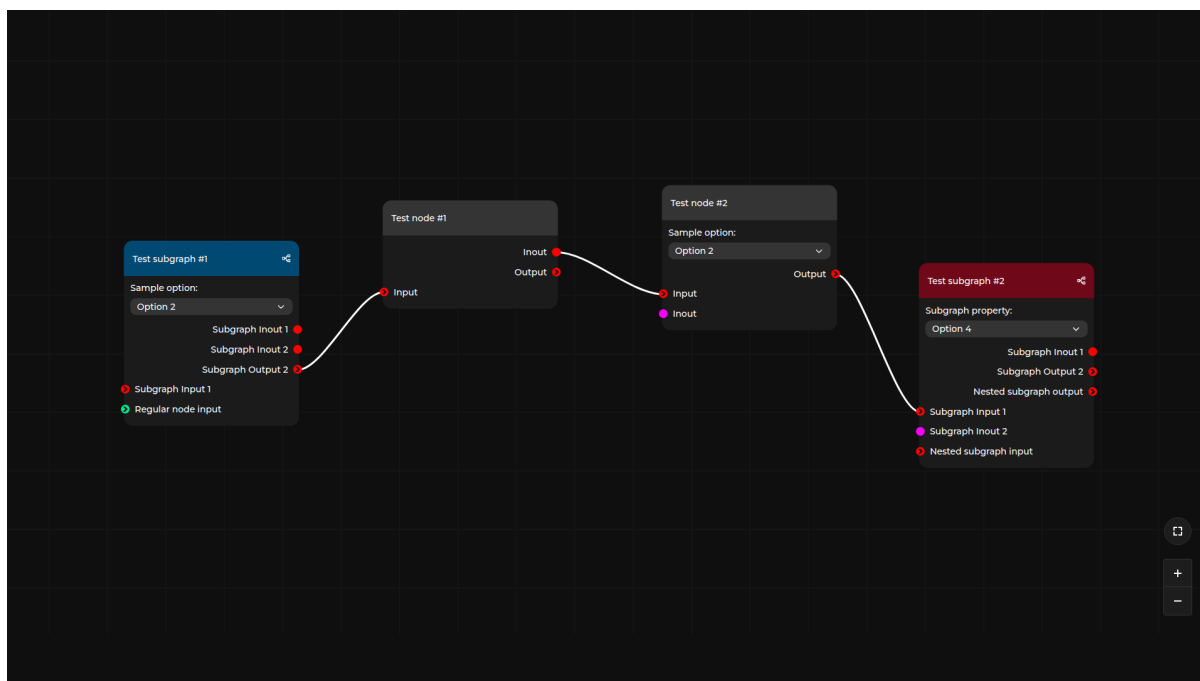 Test subgraph #1
Sample option:
Option 2
Subgraph Inout 1
Subgraph Inout 2
Subgraph Output 2
Subgraph Input 1
Regular node input
Test node #1
Inout
Output
Input
Test node #2
Sample option:
Option 2
Output
Input
Inout
Test subgraph #2
Subgraph property:
Option 4
Subgraph Inout 1
Subgraph Output 2
Nested subgraph output
Subgraph Input 1
Subgraph Inout 2
Nested subgraph input